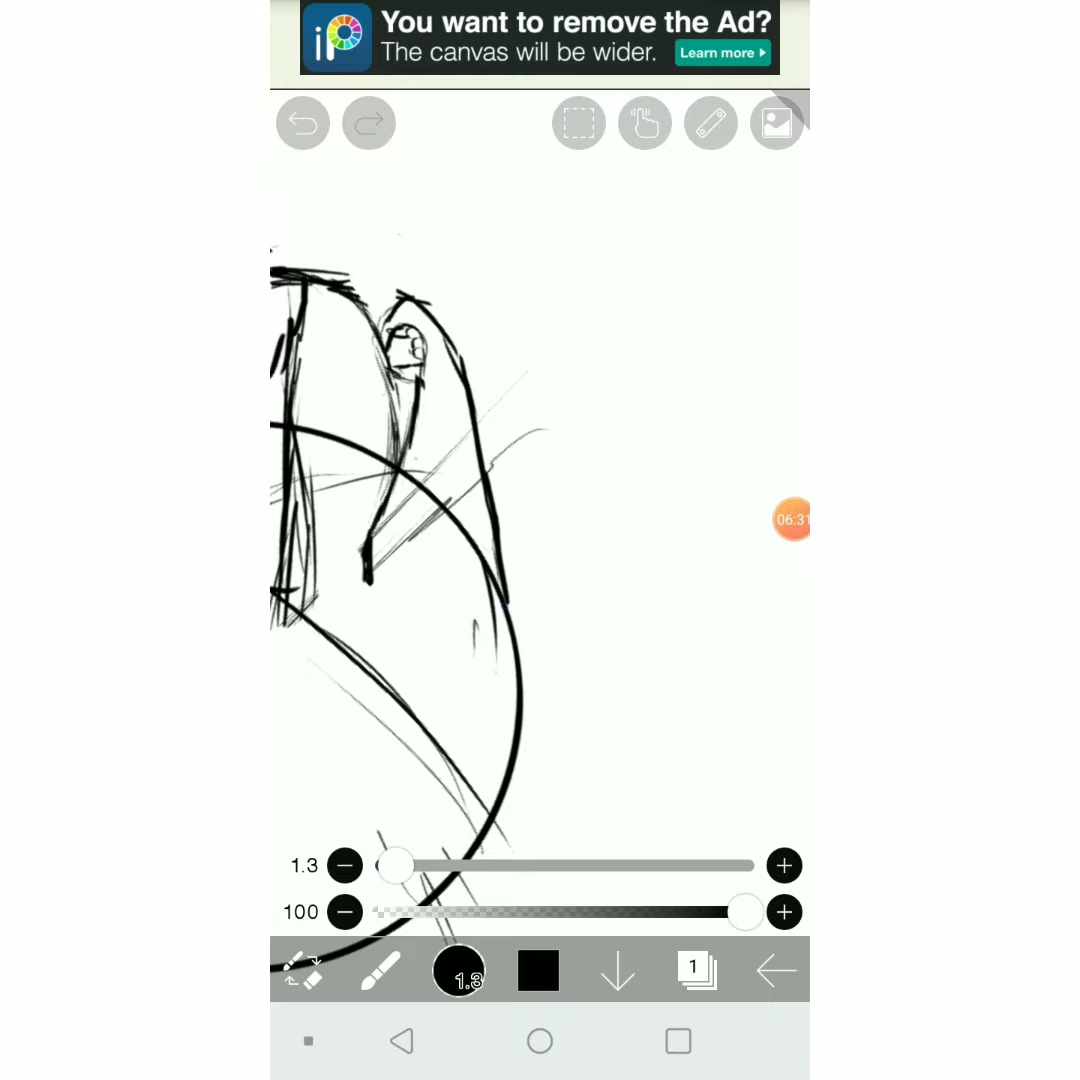 iP
You want to remove the Ad?
The canvas will be wider.
Learn more
06:31
1.3
100
1.3
1